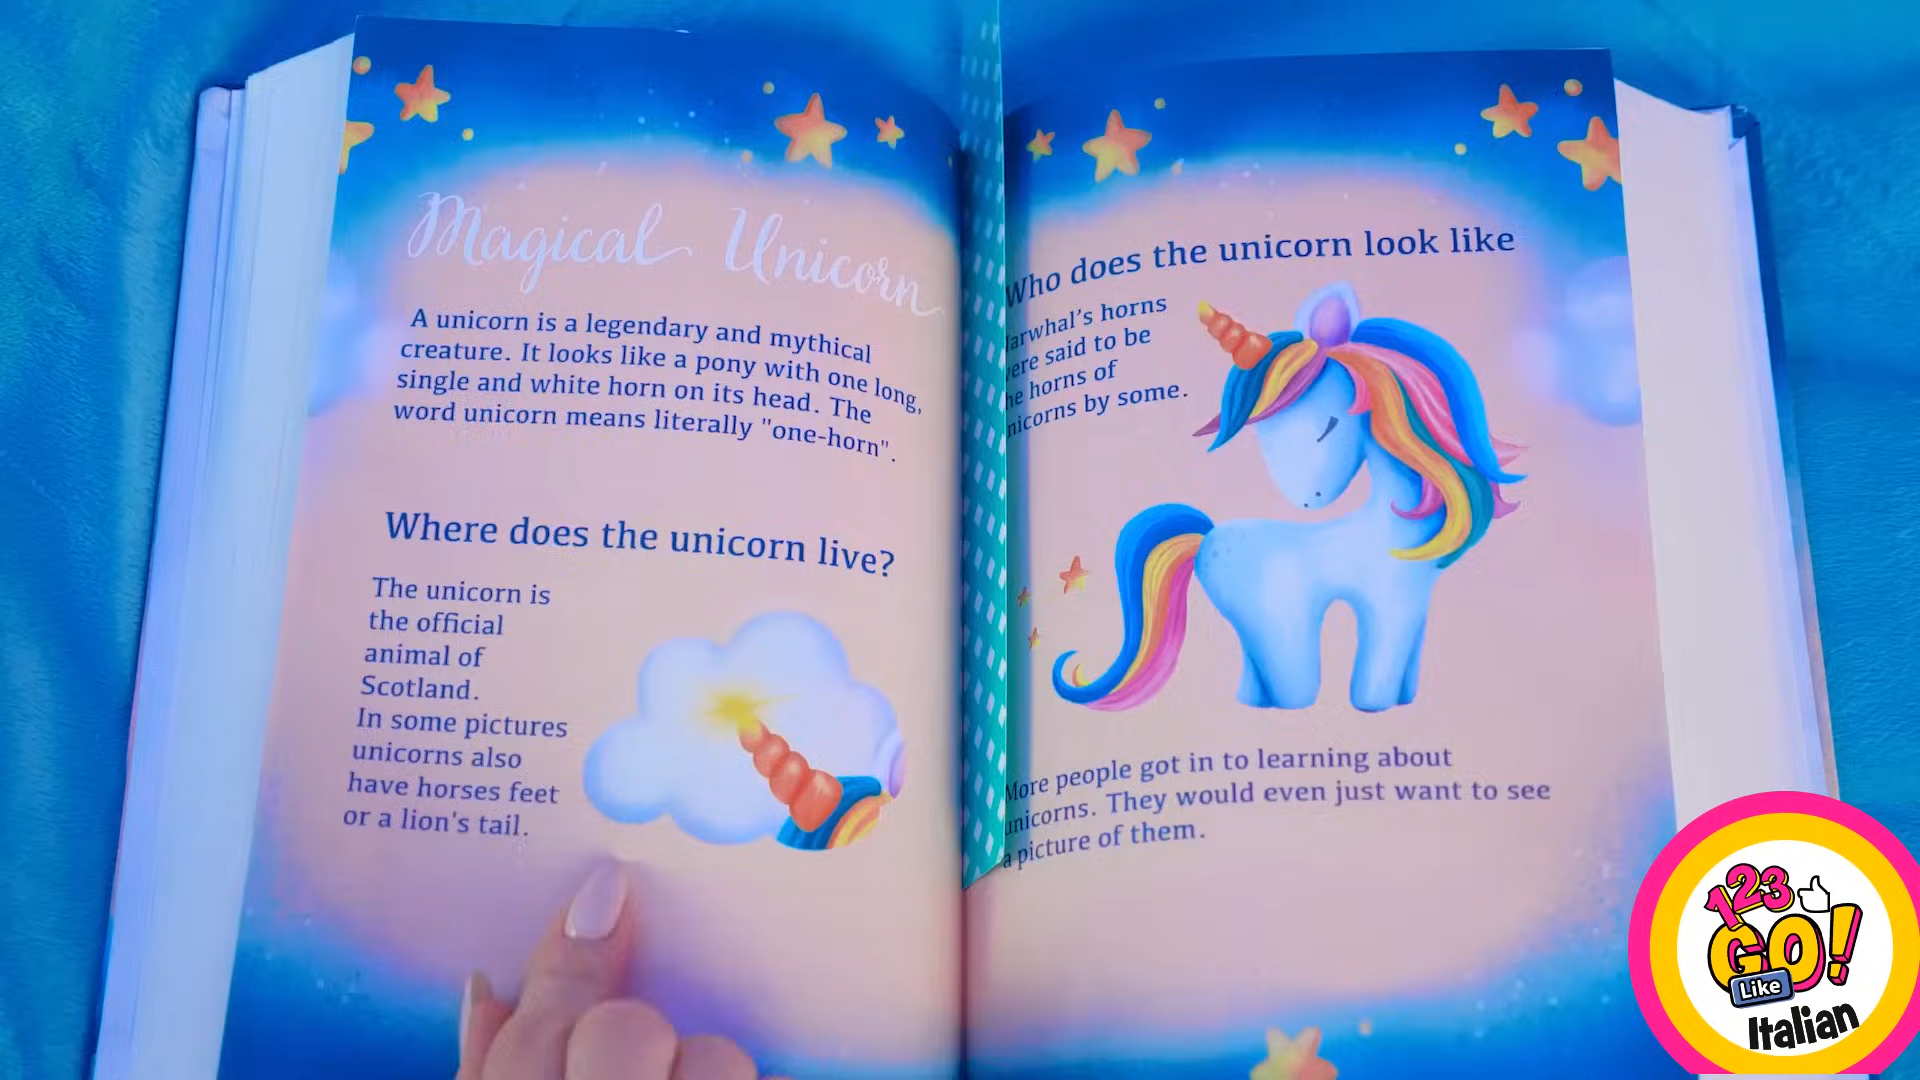 Magical Unicorn
A unicorn is a legendary and mythical
creature. It looks like a pony with one long,
single and white horn on its head. The
word unicorn means literally "one-horn".
Where does the unicorn live?
The unicorn is
the official
animal of
Scotland.
In some pictures
unicorns also
have horses feet
or a lion's tail.
Who does the unicorn look like
arwhal's horns
ere said to be
he horns of
nicorns by some.
More people got in to learning about
unicorns. They would even just want to see
a picture of them.
123
GO!
Like
Italian